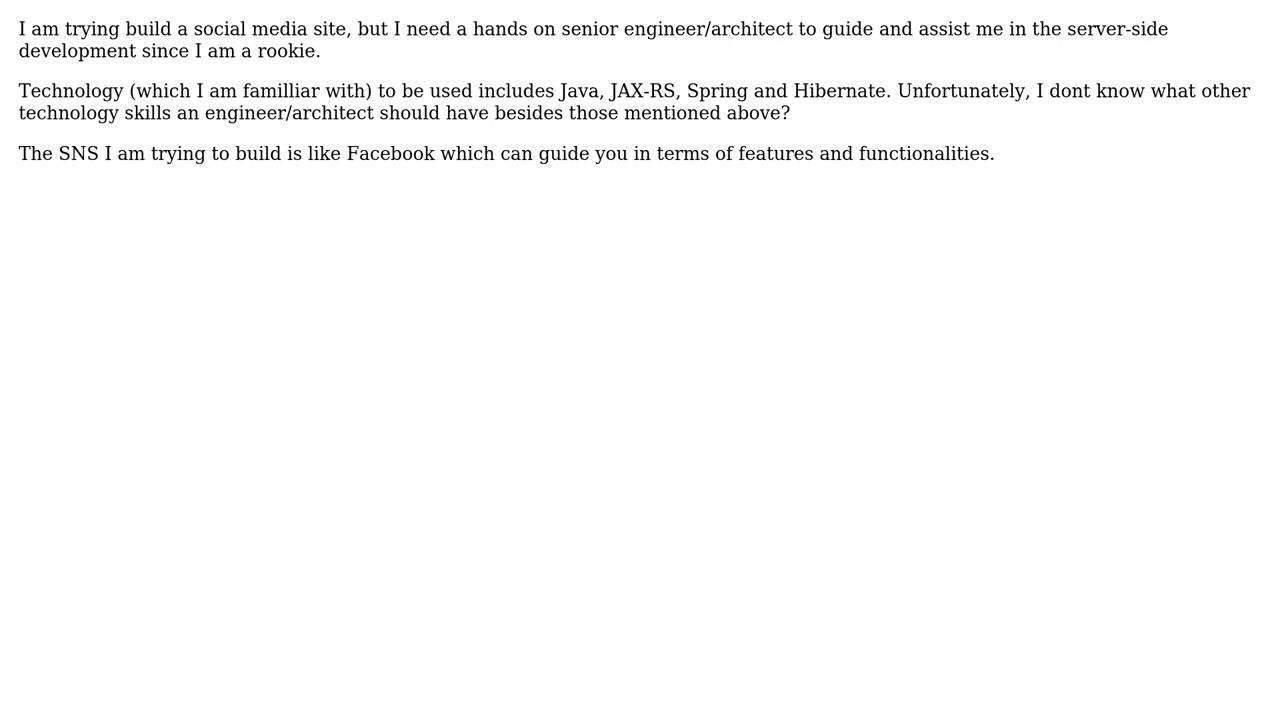 I am trying build a social media site, but I need a hands on senior engineer/architect to guide and assist me in the server-side
development since I am a rookie.
Technology (which I am familliar with) to be used includes Java, JAX-RS, Spring and Hibernate. Unfortunately, I dont know what other
technology skills an engineer/architect should have besides those mentioned above?
The SNS I am trying to build is like Facebook which can guide you in terms of features and functionalities.